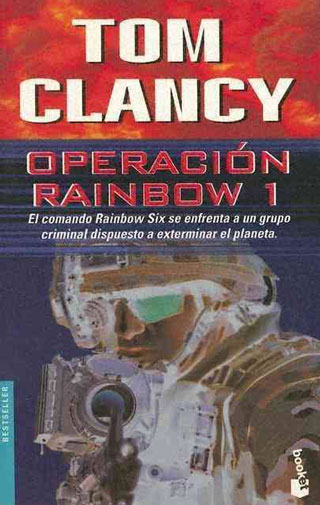 TOM
CLANCY
OPERACIÓN
RAINBOW 1
El comando Rainbow Six se enfrenta a un grupo
criminal dispuesto a exterminar el planeta.
BESTSELLER
booket